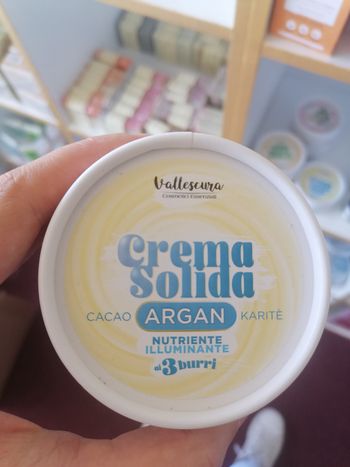 Vallescura
Cosmetici Essenziali
Crema
Solida
CACAO ARGAN KARITÈ
NUTRIENTE
ILLUMINANTE
ai 3 burri